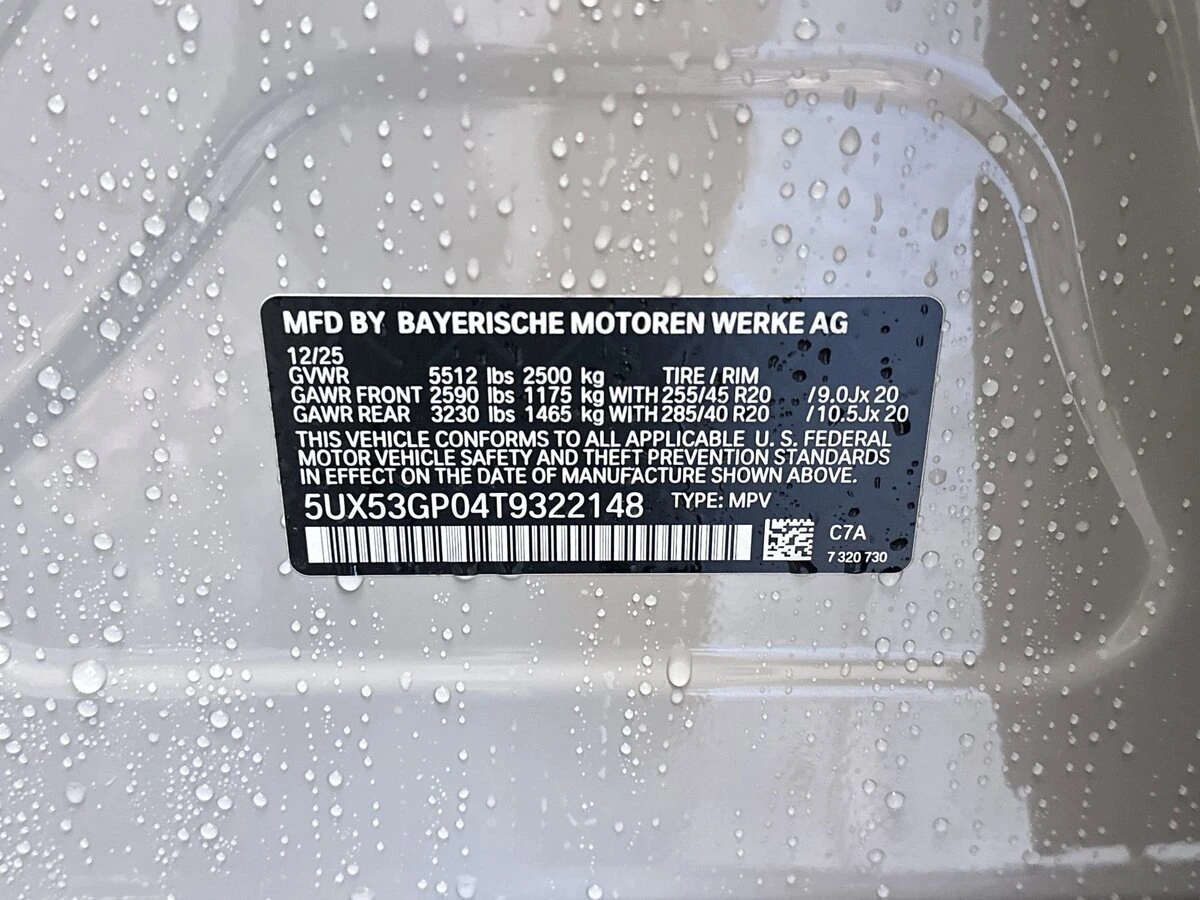 MFD BY BAYERISCHE MOTOREN WERKE AG
12/25
GVWR 5512 lbs 2500 kg TIRE / RIM
GAWR FRONT 2590 lbs 1175 kg WITH 255/45 R20 /9.0Jx 20
GAWR REAR 3230 lbs 1465 kg WITH 285/40 R20 /10.5Jx 20
THIS VEHICLE CONFORMS TO ALL APPLICABLE U. S. FEDERAL
MOTOR VEHICLE SAFETY AND THEFT PREVENTION STANDARDS
IN EFFECT ON THE DATE OF MANUFACTURE SHOWN ABOVE.
5UX53GP04T9322148 TYPE: MPV
C7A
7 320 730